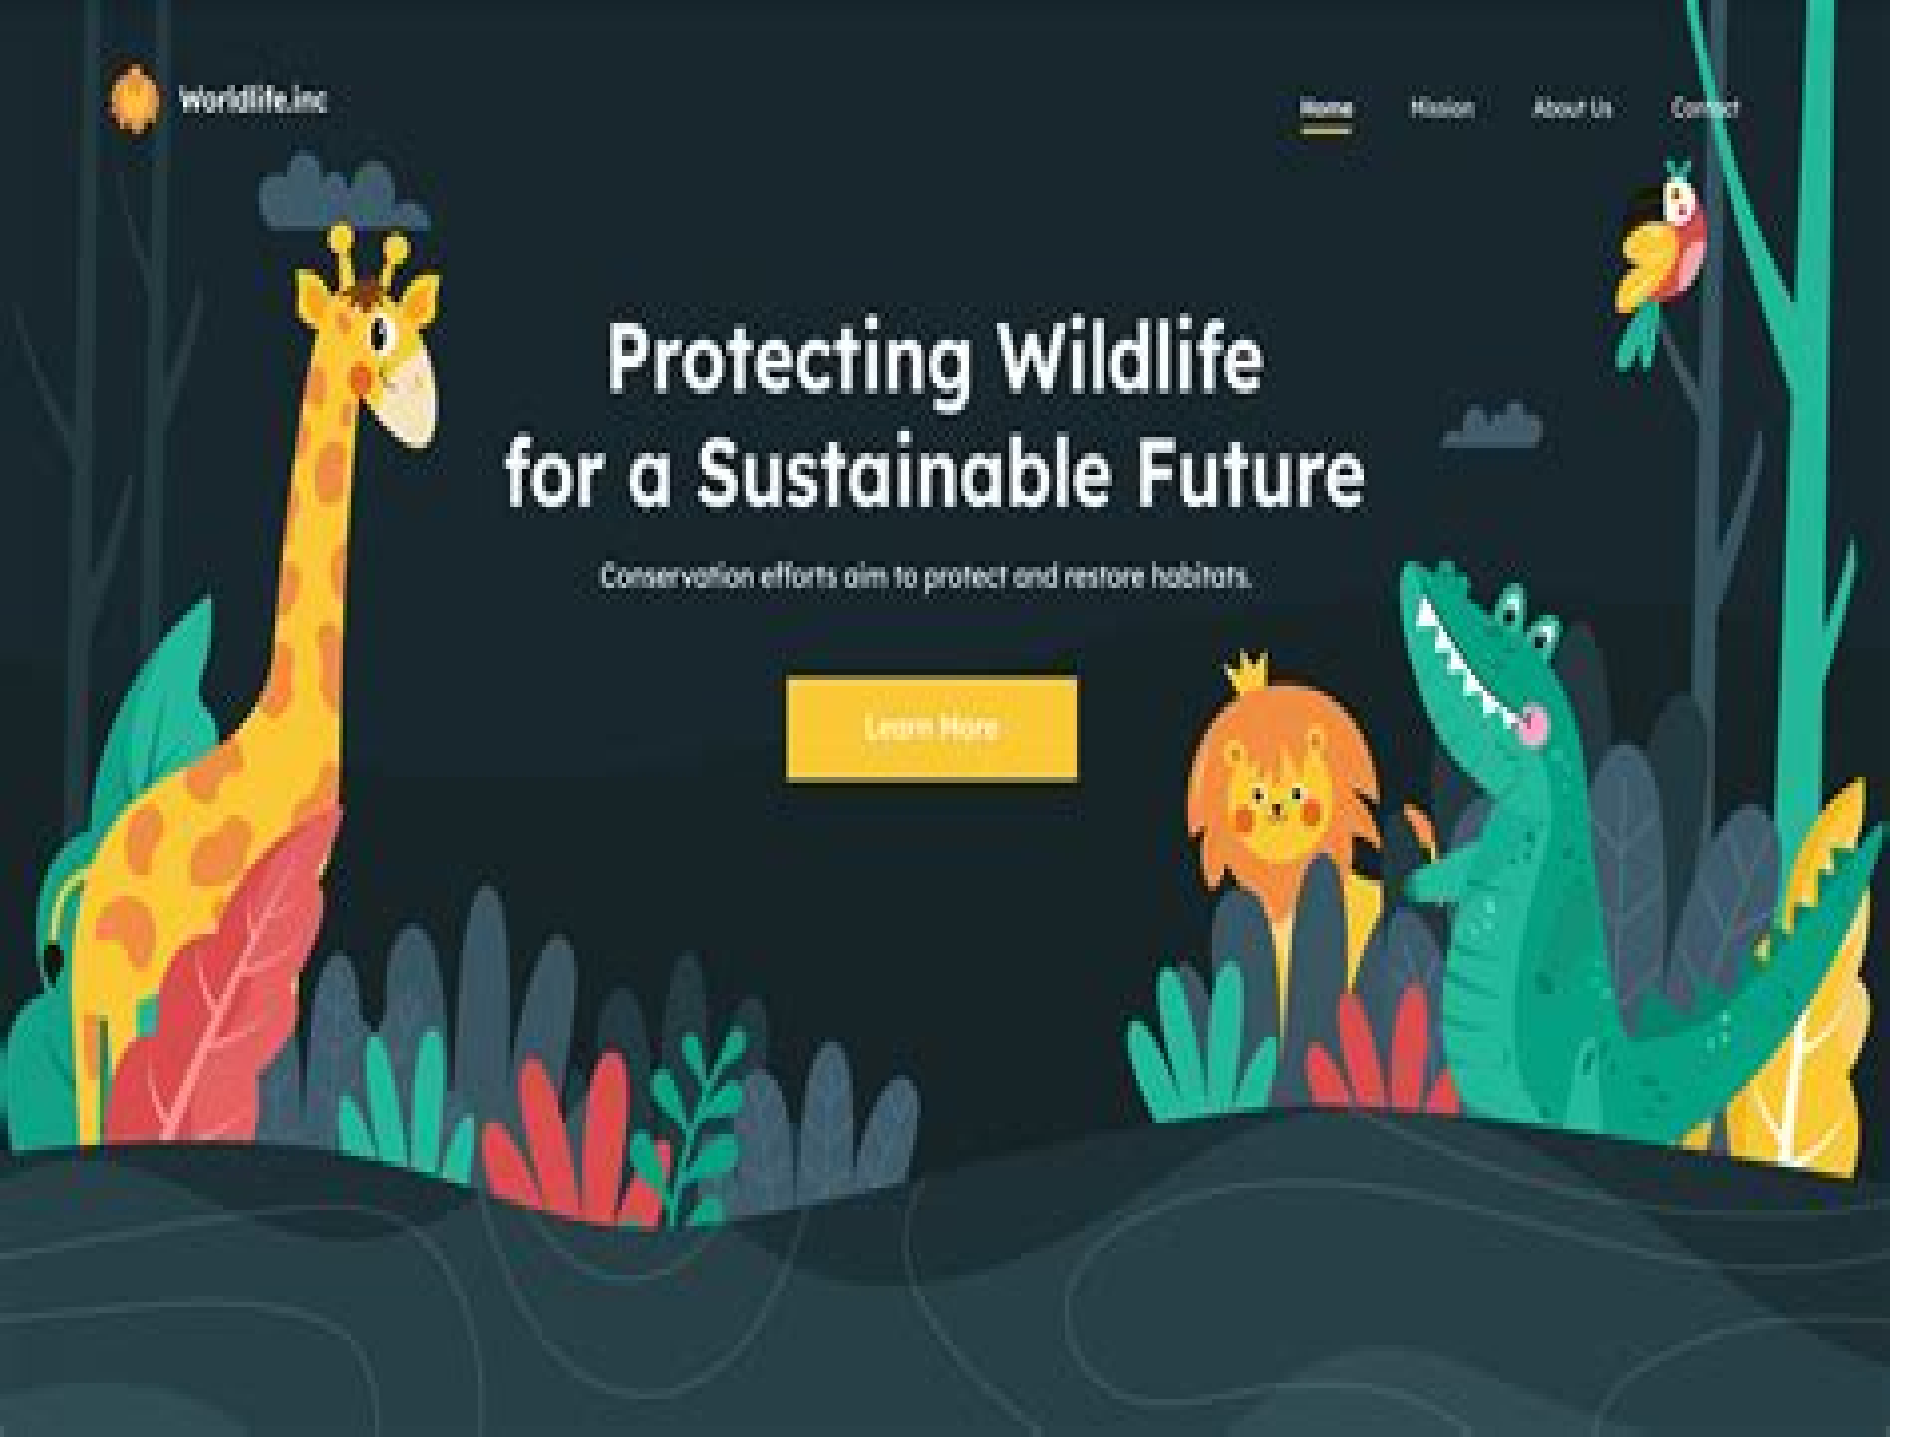 Worldlife.inc
Home Mission About Us Contact
Protecting Wildlife
for a Sustainable Future
Conservation efforts aim to protect and restore habitats.
Learn More